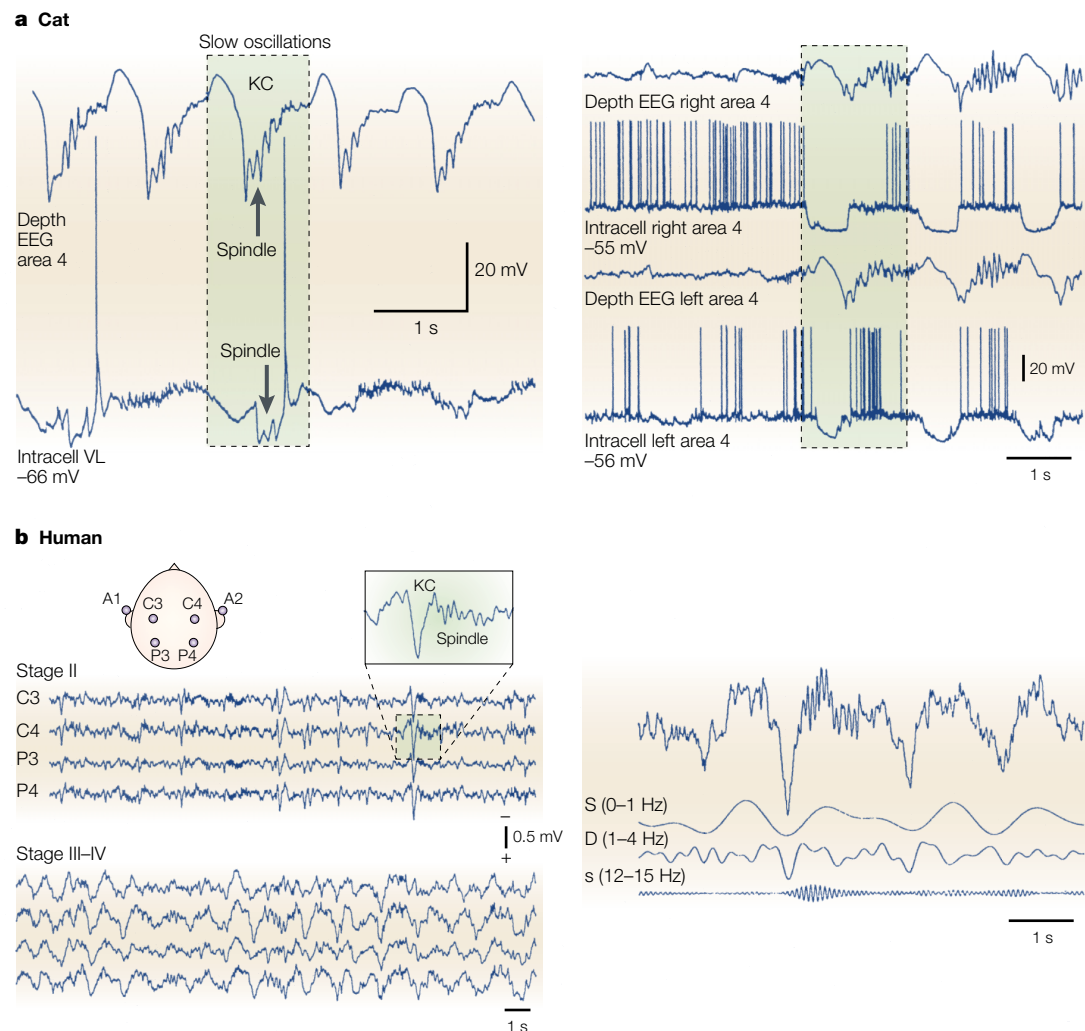 a Cat
Slow oscillations
KC
Depth
EEG
area 4
Spindle
20 mV
1 s
Spindle
Intracell VL
–66 mV
Depth EEG right area 4
Intracell right area 4
–55 mV
Depth EEG left area 4
20 mV
Intracell left area 4
–56 mV
1 s
b Human
A1
C3
C4
A2
P3
P4
KC
Spindle
Stage II
C3
C4
P3
P4
–
0.5 mV
+
Stage III–IV
1 s
S (0–1 Hz)
D (1–4 Hz)
s (12–15 Hz)
1 s